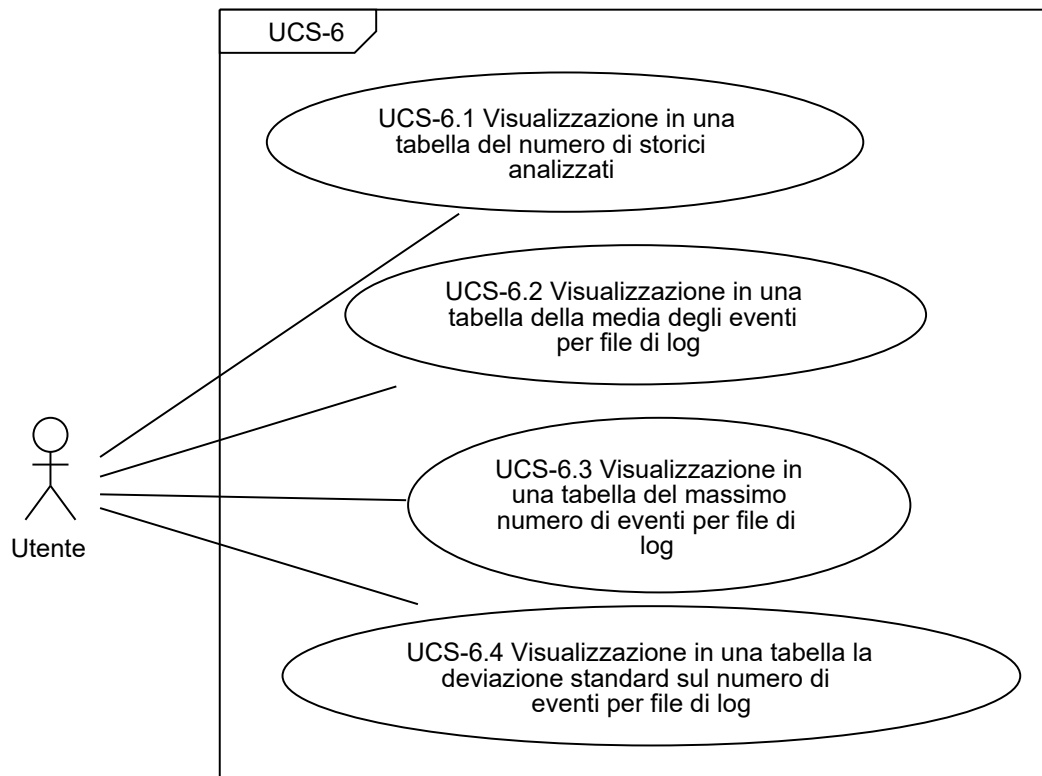 UCS-6
UCS-6.1 Visualizzazione in una
tabella del numero di storici
analizzati
UCS-6.2 Visualizzazione in una
tabella della media degli eventi
per file di log
UCS-6.3 Visualizzazione in
una tabella del massimo
numero di eventi per file di
log
Utente
UCS-6.4 Visualizzazione in una tabella la
deviazione standard sul numero di
eventi per file di log